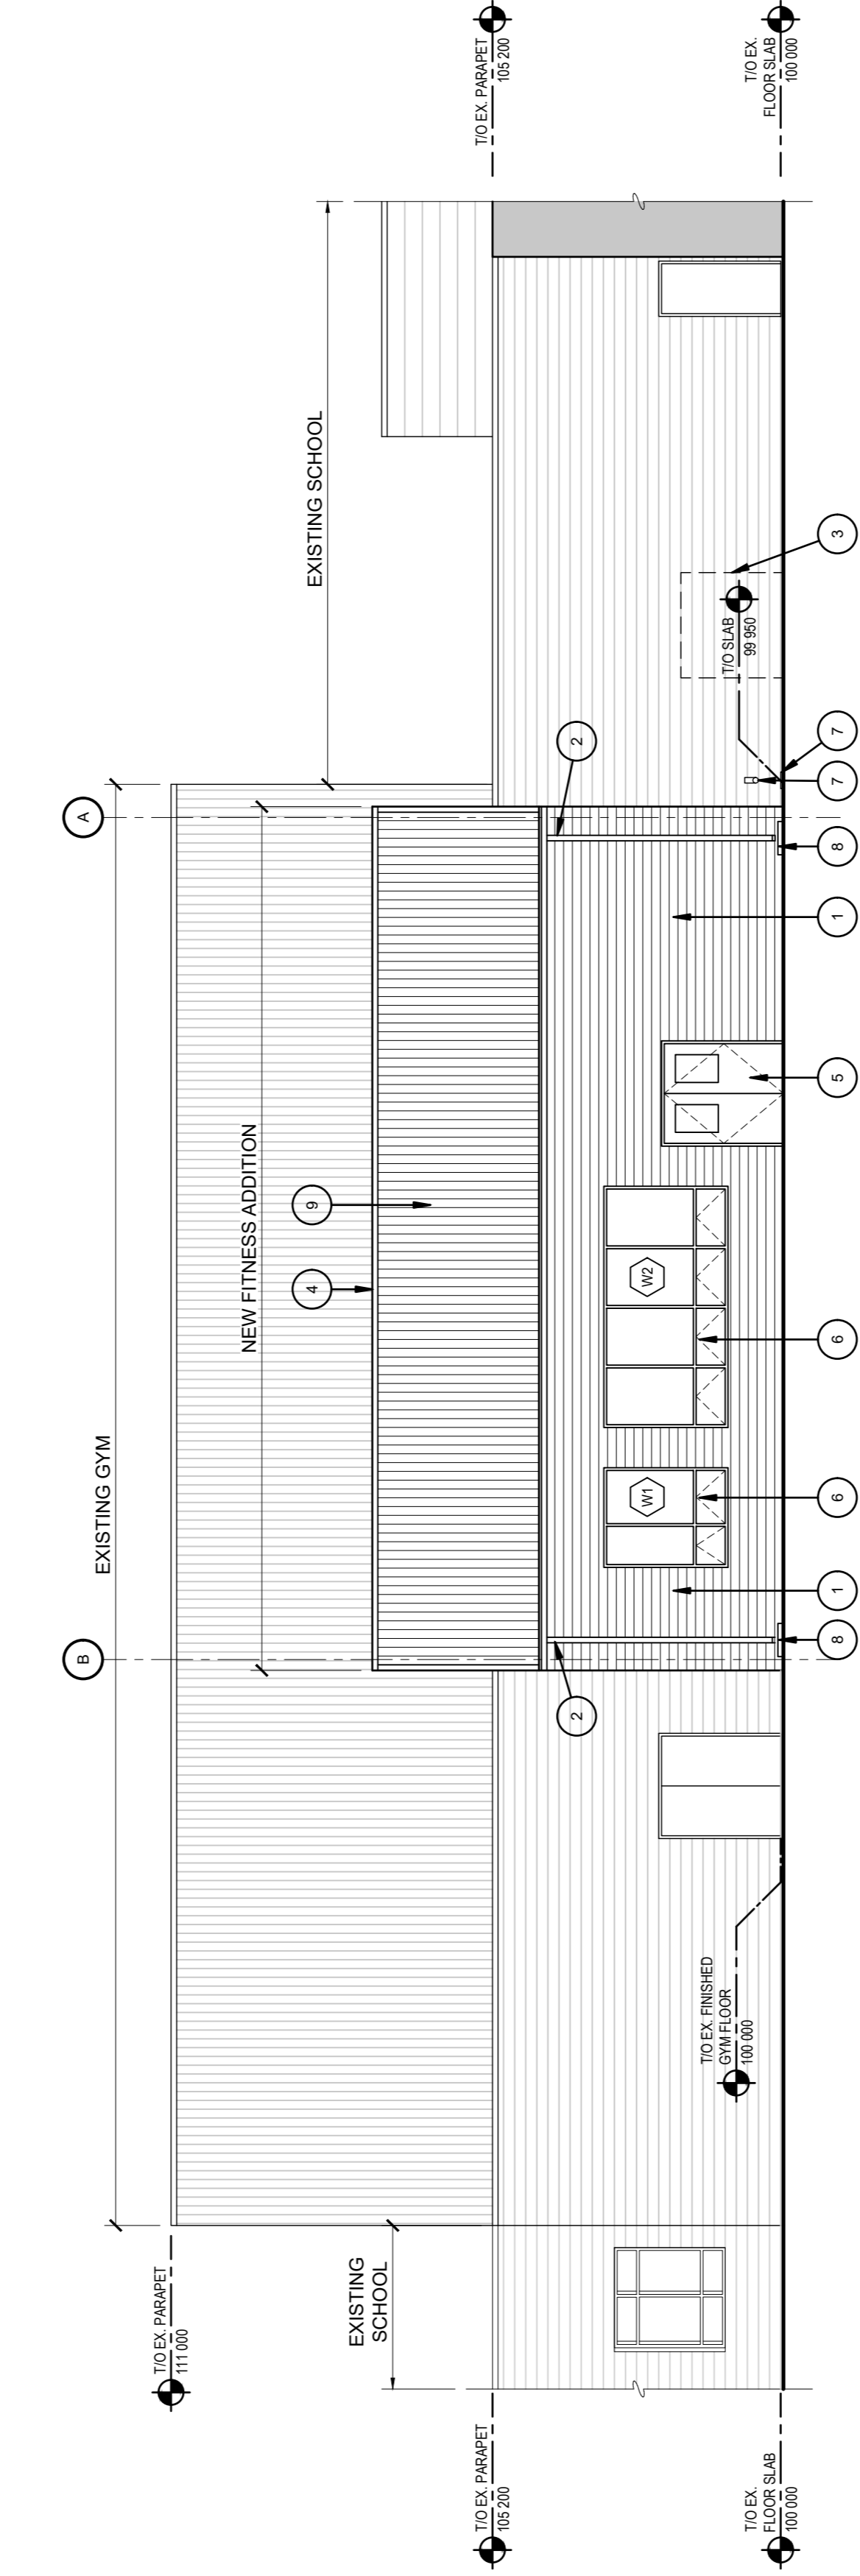 B
A
EXISTING GYM
T/O EX. PARAPET
111 000
NEW FITNESS ADDITION
4
9
EXISTING SCHOOL
EXISTING
SCHOOL
T/O EX. PARAPET
105 200
T/O EX. PARAPET
105 200
2
2
W1
W2
T/O EX. FINISHED
GYM FLOOR
100 000
T/O SLAB
99 950
T/O EX.
FLOOR SLAB
100 000
T/O EX.
FLOOR SLAB
100 000
8
1
6
6
5
1
8
7
7
3